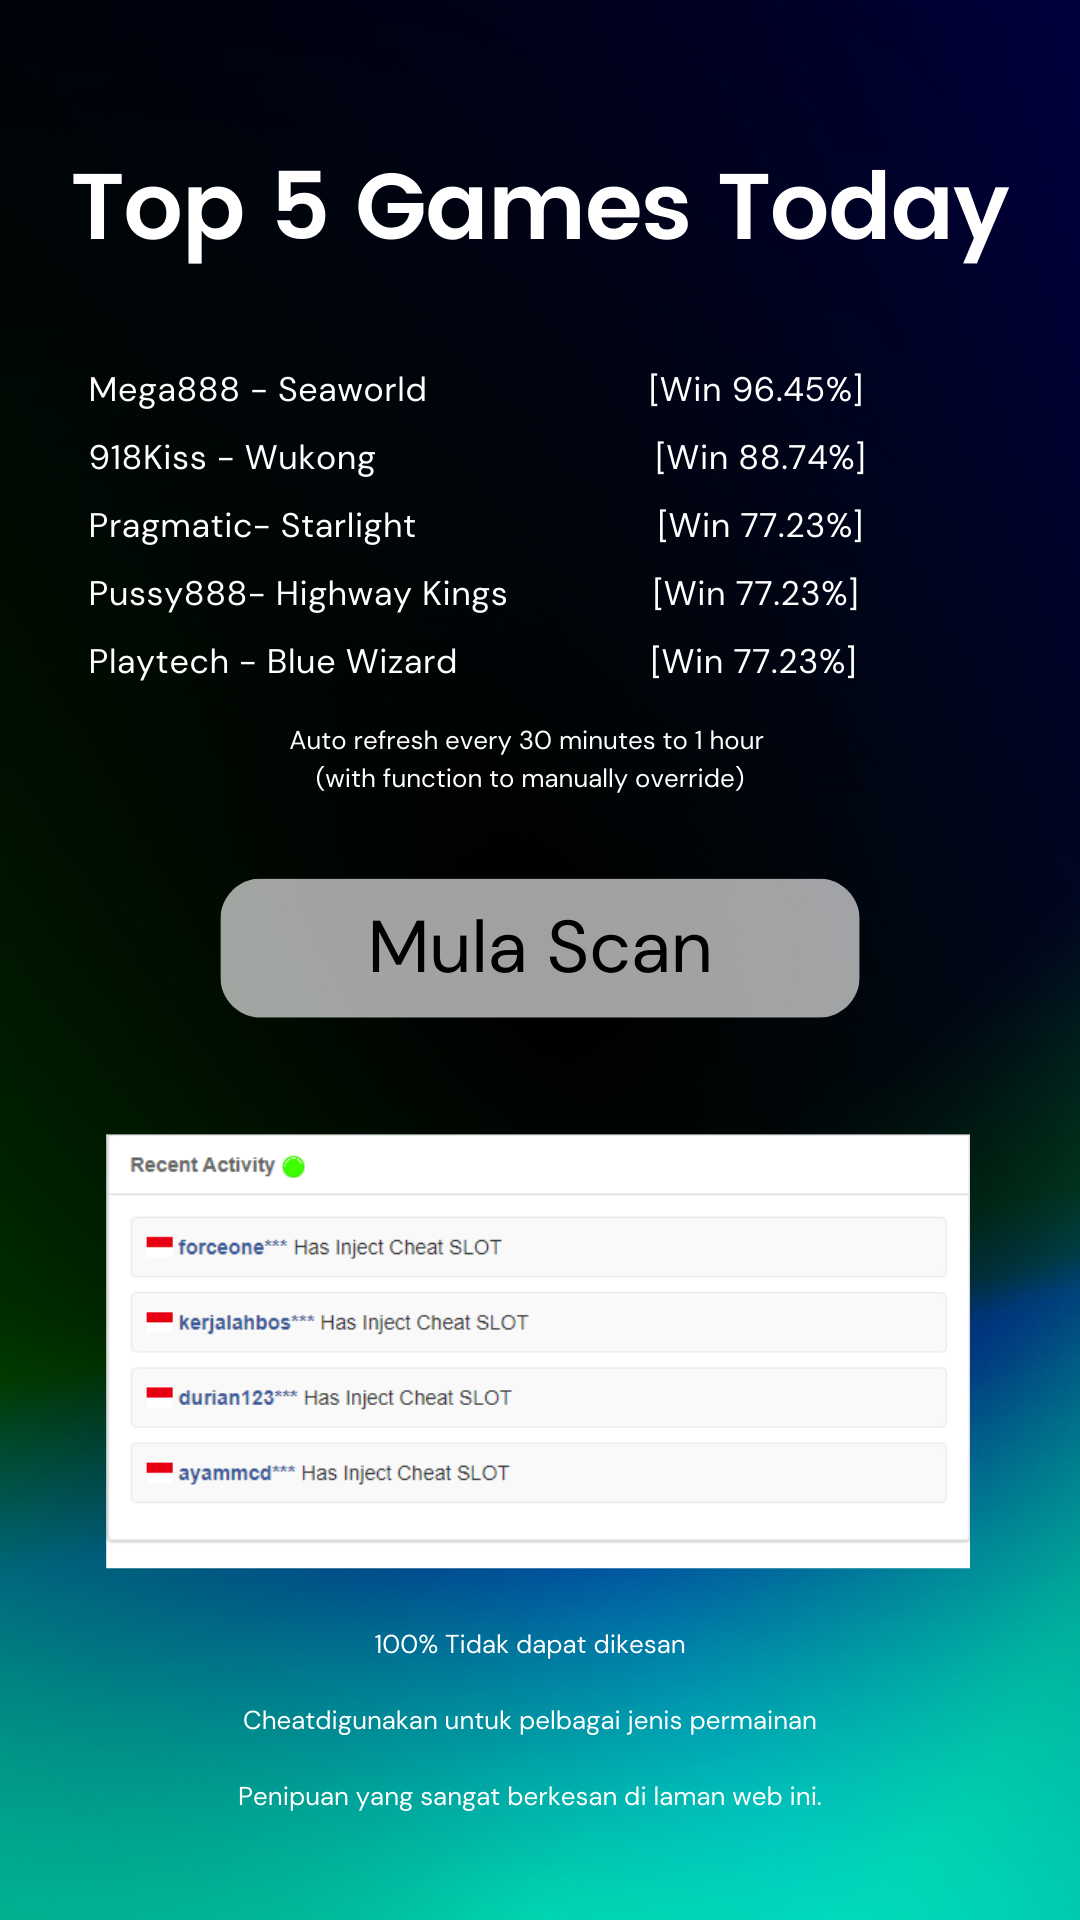 Top 5 Games Today
Mega888 - Seaworld [Win 96.45%]
918Kiss - Wukong [Win 88.74%]
Pragmatic- Starlight [Win 77.23%]
Pussy888- Highway Kings [Win 77.23%]
Playtech - Blue Wizard [Win 77.23%]
Auto refresh every 30 minutes to 1 hour
(with function to manually override)
Mula Scan
Recent Activity
forceone*** Has Inject Cheat SLOT
kerjalahbos*** Has Inject Cheat SLOT
durian123*** Has Inject Cheat SLOT
ayammcd*** Has Inject Cheat SLOT
100% Tidak dapat dikesan
Cheatdigunakan untuk pelbagai jenis permainan
Penipuan yang sangat berkesan di laman web ini.